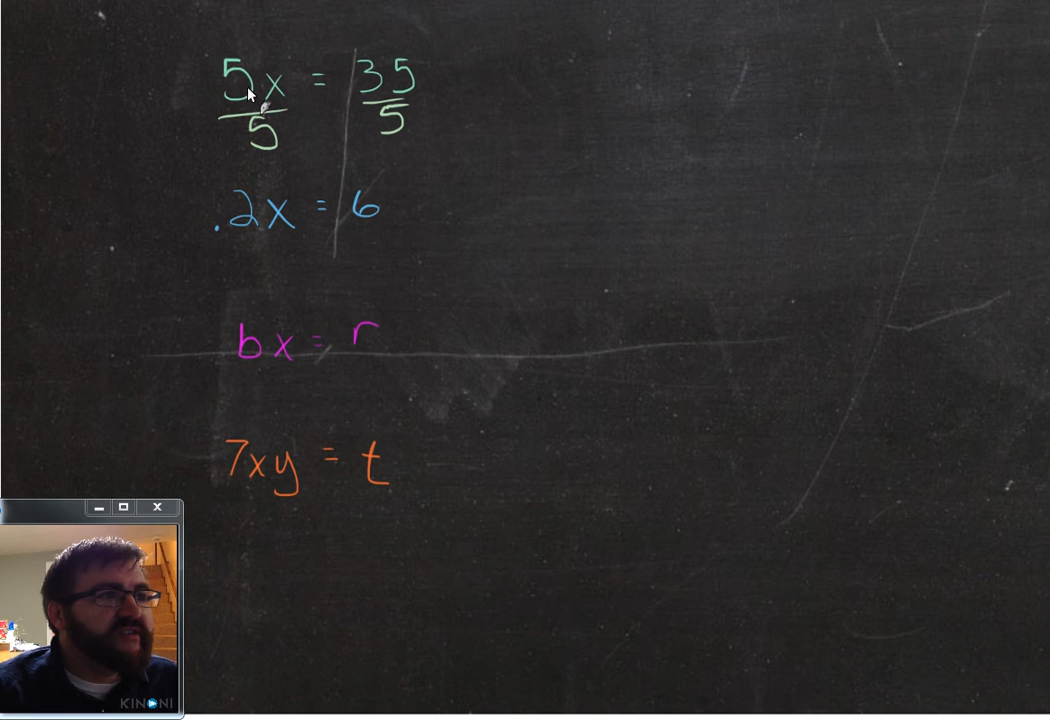 5x = 35
5 5
.2x = 6
bx = r
7xy = t
KINONI